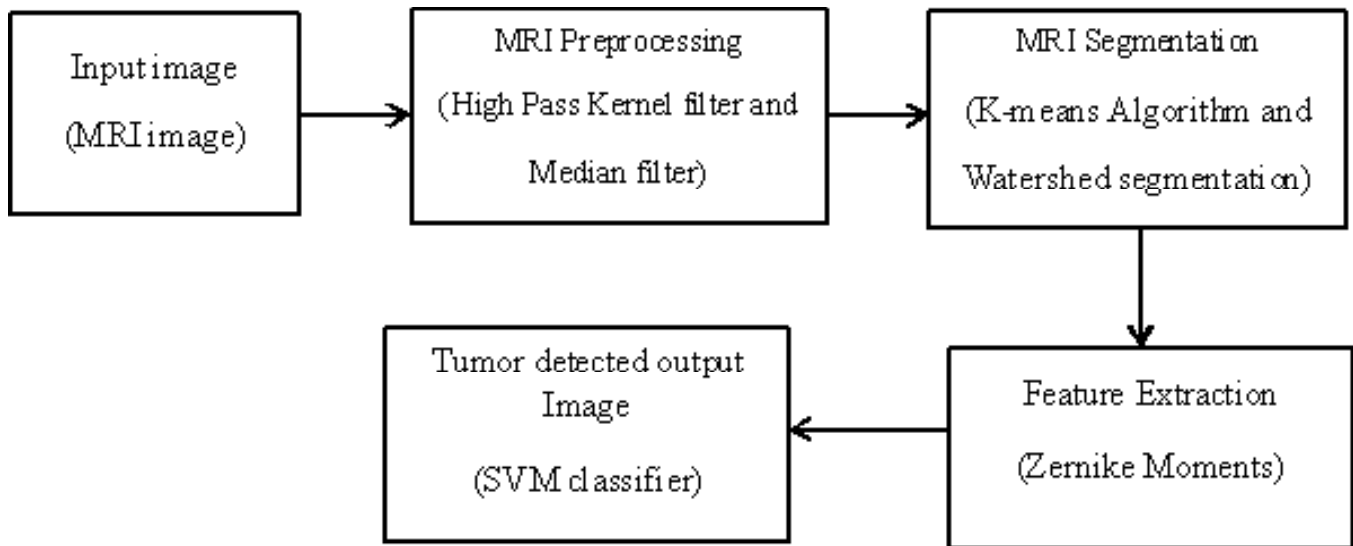 Input image
(MRI image)
MRI Preprocessing
(High Pass Kernel filter and
Median filter)
MRI Segmentation
(K-means Algorithm and
Watershed segmentation)
Feature Extraction
(Zernike Moments)
Tumor detected output
Image
(SVM classifier)